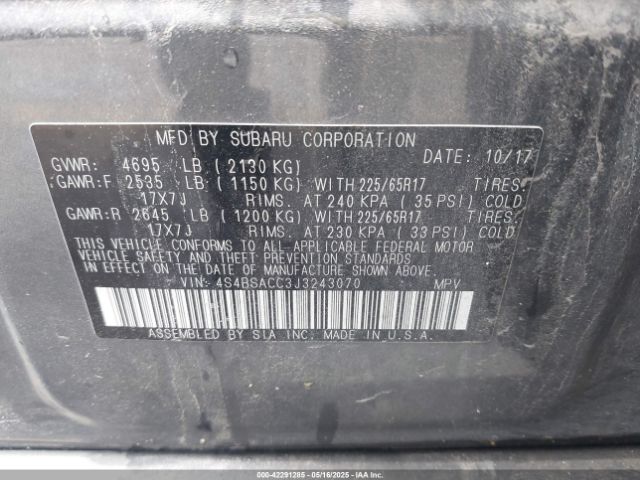 MFD BY SUBARU CORPORATION
GVWR: 4695 LB (2130 KG) DATE: 10/17
GAWR:F 2535 LB (1150 KG) WITH 225/65R17 TIRES.
17X7J RIMS. AT 240 KPA (35 PSI) COLD
GAWR:R 2645 LB (1200 KG) WITH 225/65R17 TIRES.
17X7J RIMS. AT 230 KPA (33 PSI) COLD
THIS VEHICLE CONFORMS TO ALL APPLICABLE FEDERAL MOTOR
VEHICLE SAFETY AND THEFT PREVENTION STANDARDS IN
EFFECT ON THE DATE OF MANUFACTURE SHOWN ABOVE.
VIN: 4S4BSACC3J3243070 MPV
ASSEMBLED BY SIA INC. MADE IN U.S.A.
000-42291285 - 05/16/2025 - IAAI.COM